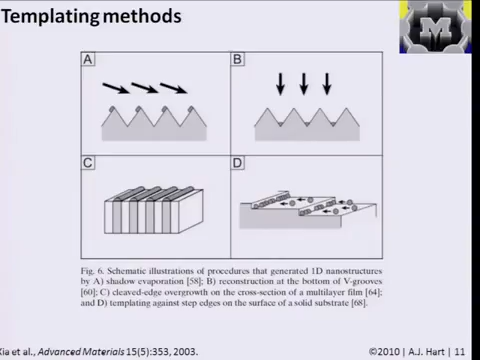 Templating methods
M
A
B
C
D
Fig. 6. Schematic illustrations of procedures that generated 1D nanostructures
by A) shadow evaporation [58]; B) reconstruction at the bottom of V-grooves
[60]; C) cleaved-edge overgrowth on the cross-section of a multilayer film [64];
and D) templating against step edges on the surface of a solid substrate [68].
Xia et al., Advanced Materials 15(5):353, 2003.
©2010 | A.J. Hart | 11